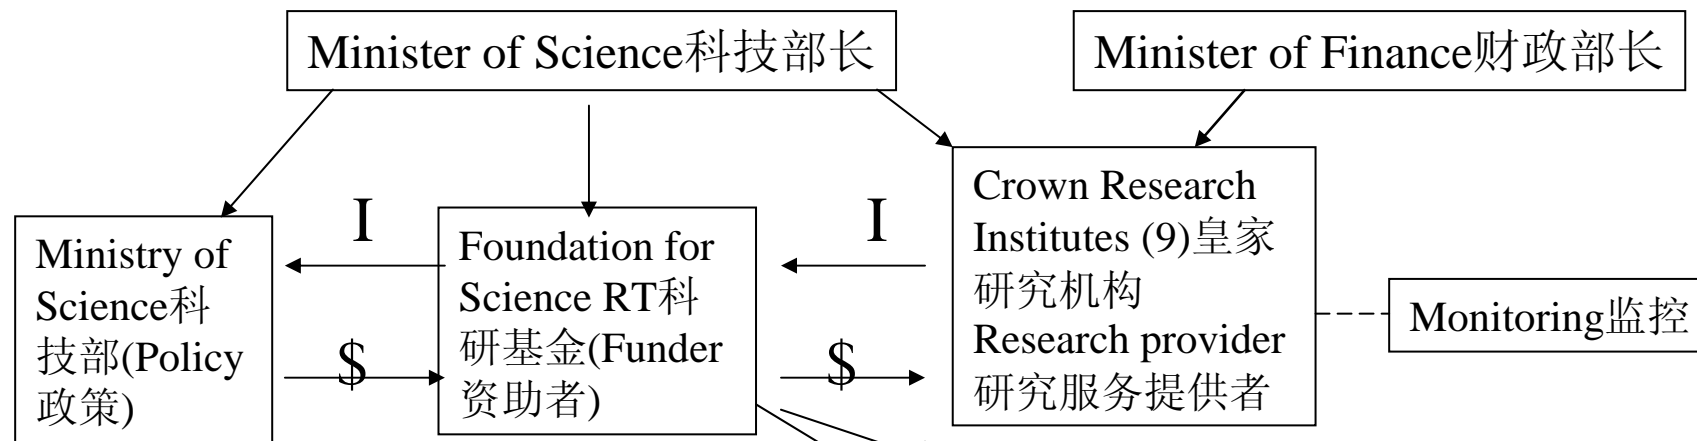 Minister of Science科技部长
Minister of Finance财政部长
Ministry of
Science科
技部(Policy
政策)
I
$
Foundation for
Science RT科
研基金(Funder
资助者)
I
$
Crown Research
Institutes (9)皇家
研究机构
Research provider
研究服务提供者
Monitoring监控